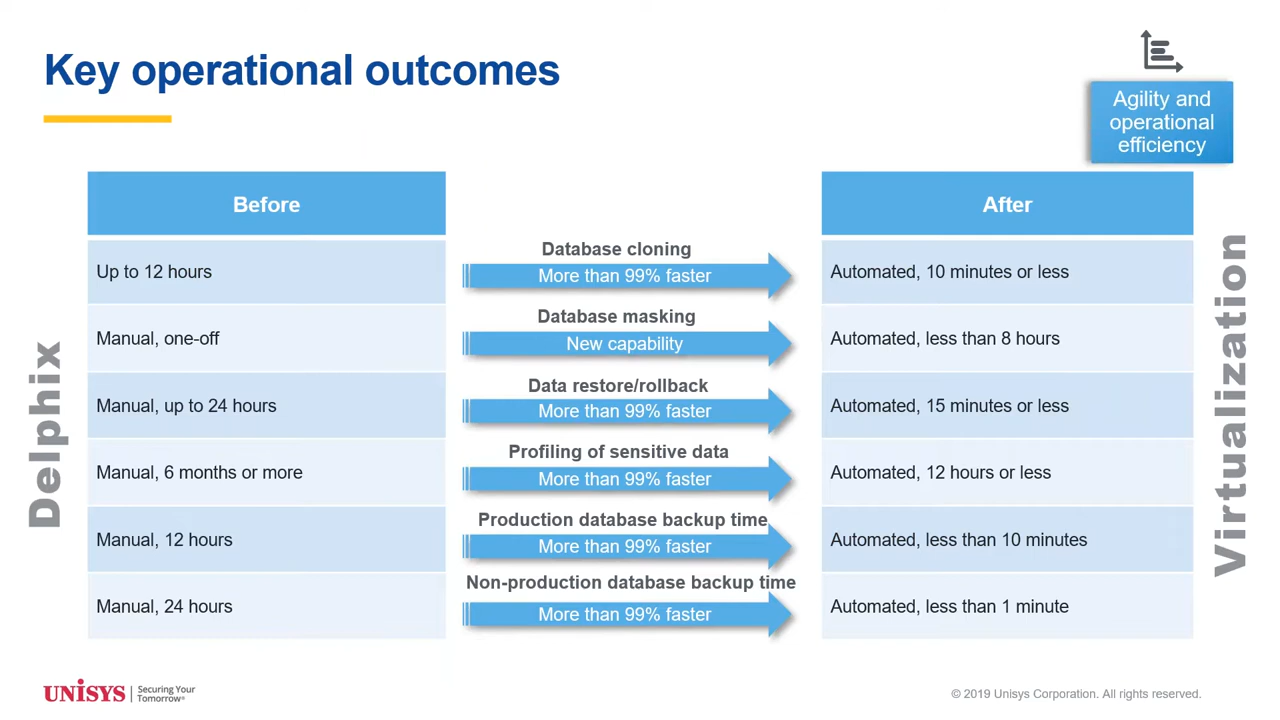 Key operational outcomes
Agility and
operational
efficiency
Before
After
Database cloning
Up to 12 hours
More than 99% faster
Automated, 10 minutes or less
Database masking
Manual, one-off
New capability
Automated, less than 8 hours
Data restore/rollback
Manual, up to 24 hours
More than 99% faster
Automated, 15 minutes or less
Profiling of sensitive data
Manual, 6 months or more
More than 99% faster
Automated, 12 hours or less
Production database backup time
Manual, 12 hours
More than 99% faster
Automated, less than 10 minutes
Non-production database backup time
Manual, 24 hours
More than 99% faster
Automated, less than 1 minute
Delphix
Virtualization
UNISYS
Securing Your
Tomorrow®
© 2019 Unisys Corporation. All rights reserved.